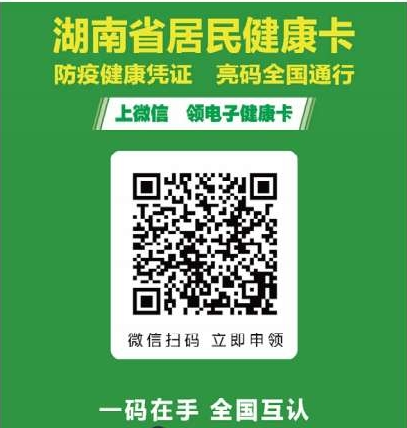 湖南省居民健康卡
防疫健康凭证 亮码全国通行
上微信 领电子健康卡
微信扫码 立即申领
一码在手 全国互认